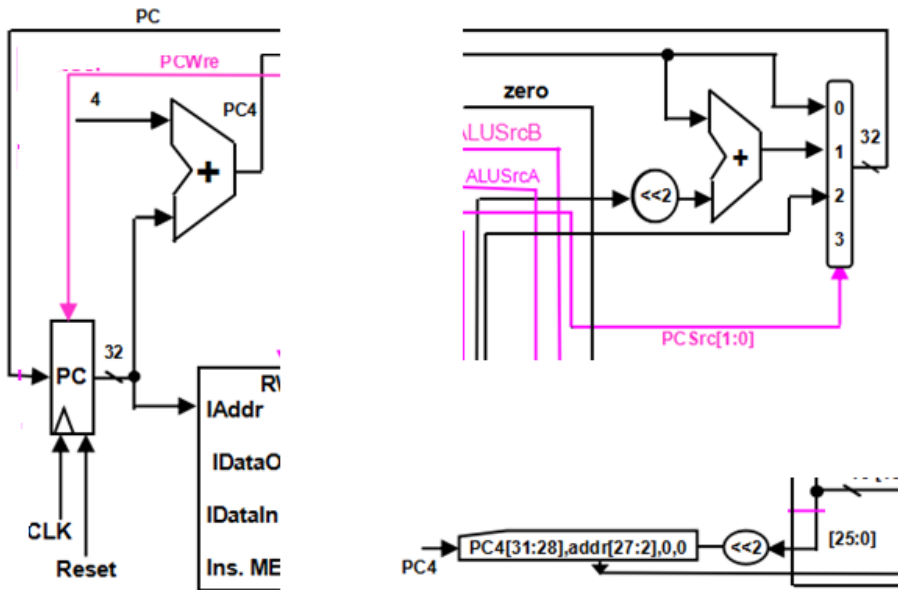 PC
PCWre
4
PC4
+
32
PC
IAddr
IDataO
IDataIn
Ins. ME
CLK
Reset
zero
ALUSrcB
ALUSrcA
<<2
+
0
1
2
3
32
PCSrc[1:0]
PC4
PC4[31:28],addr[27:2],0,0
<<2
[25:0]